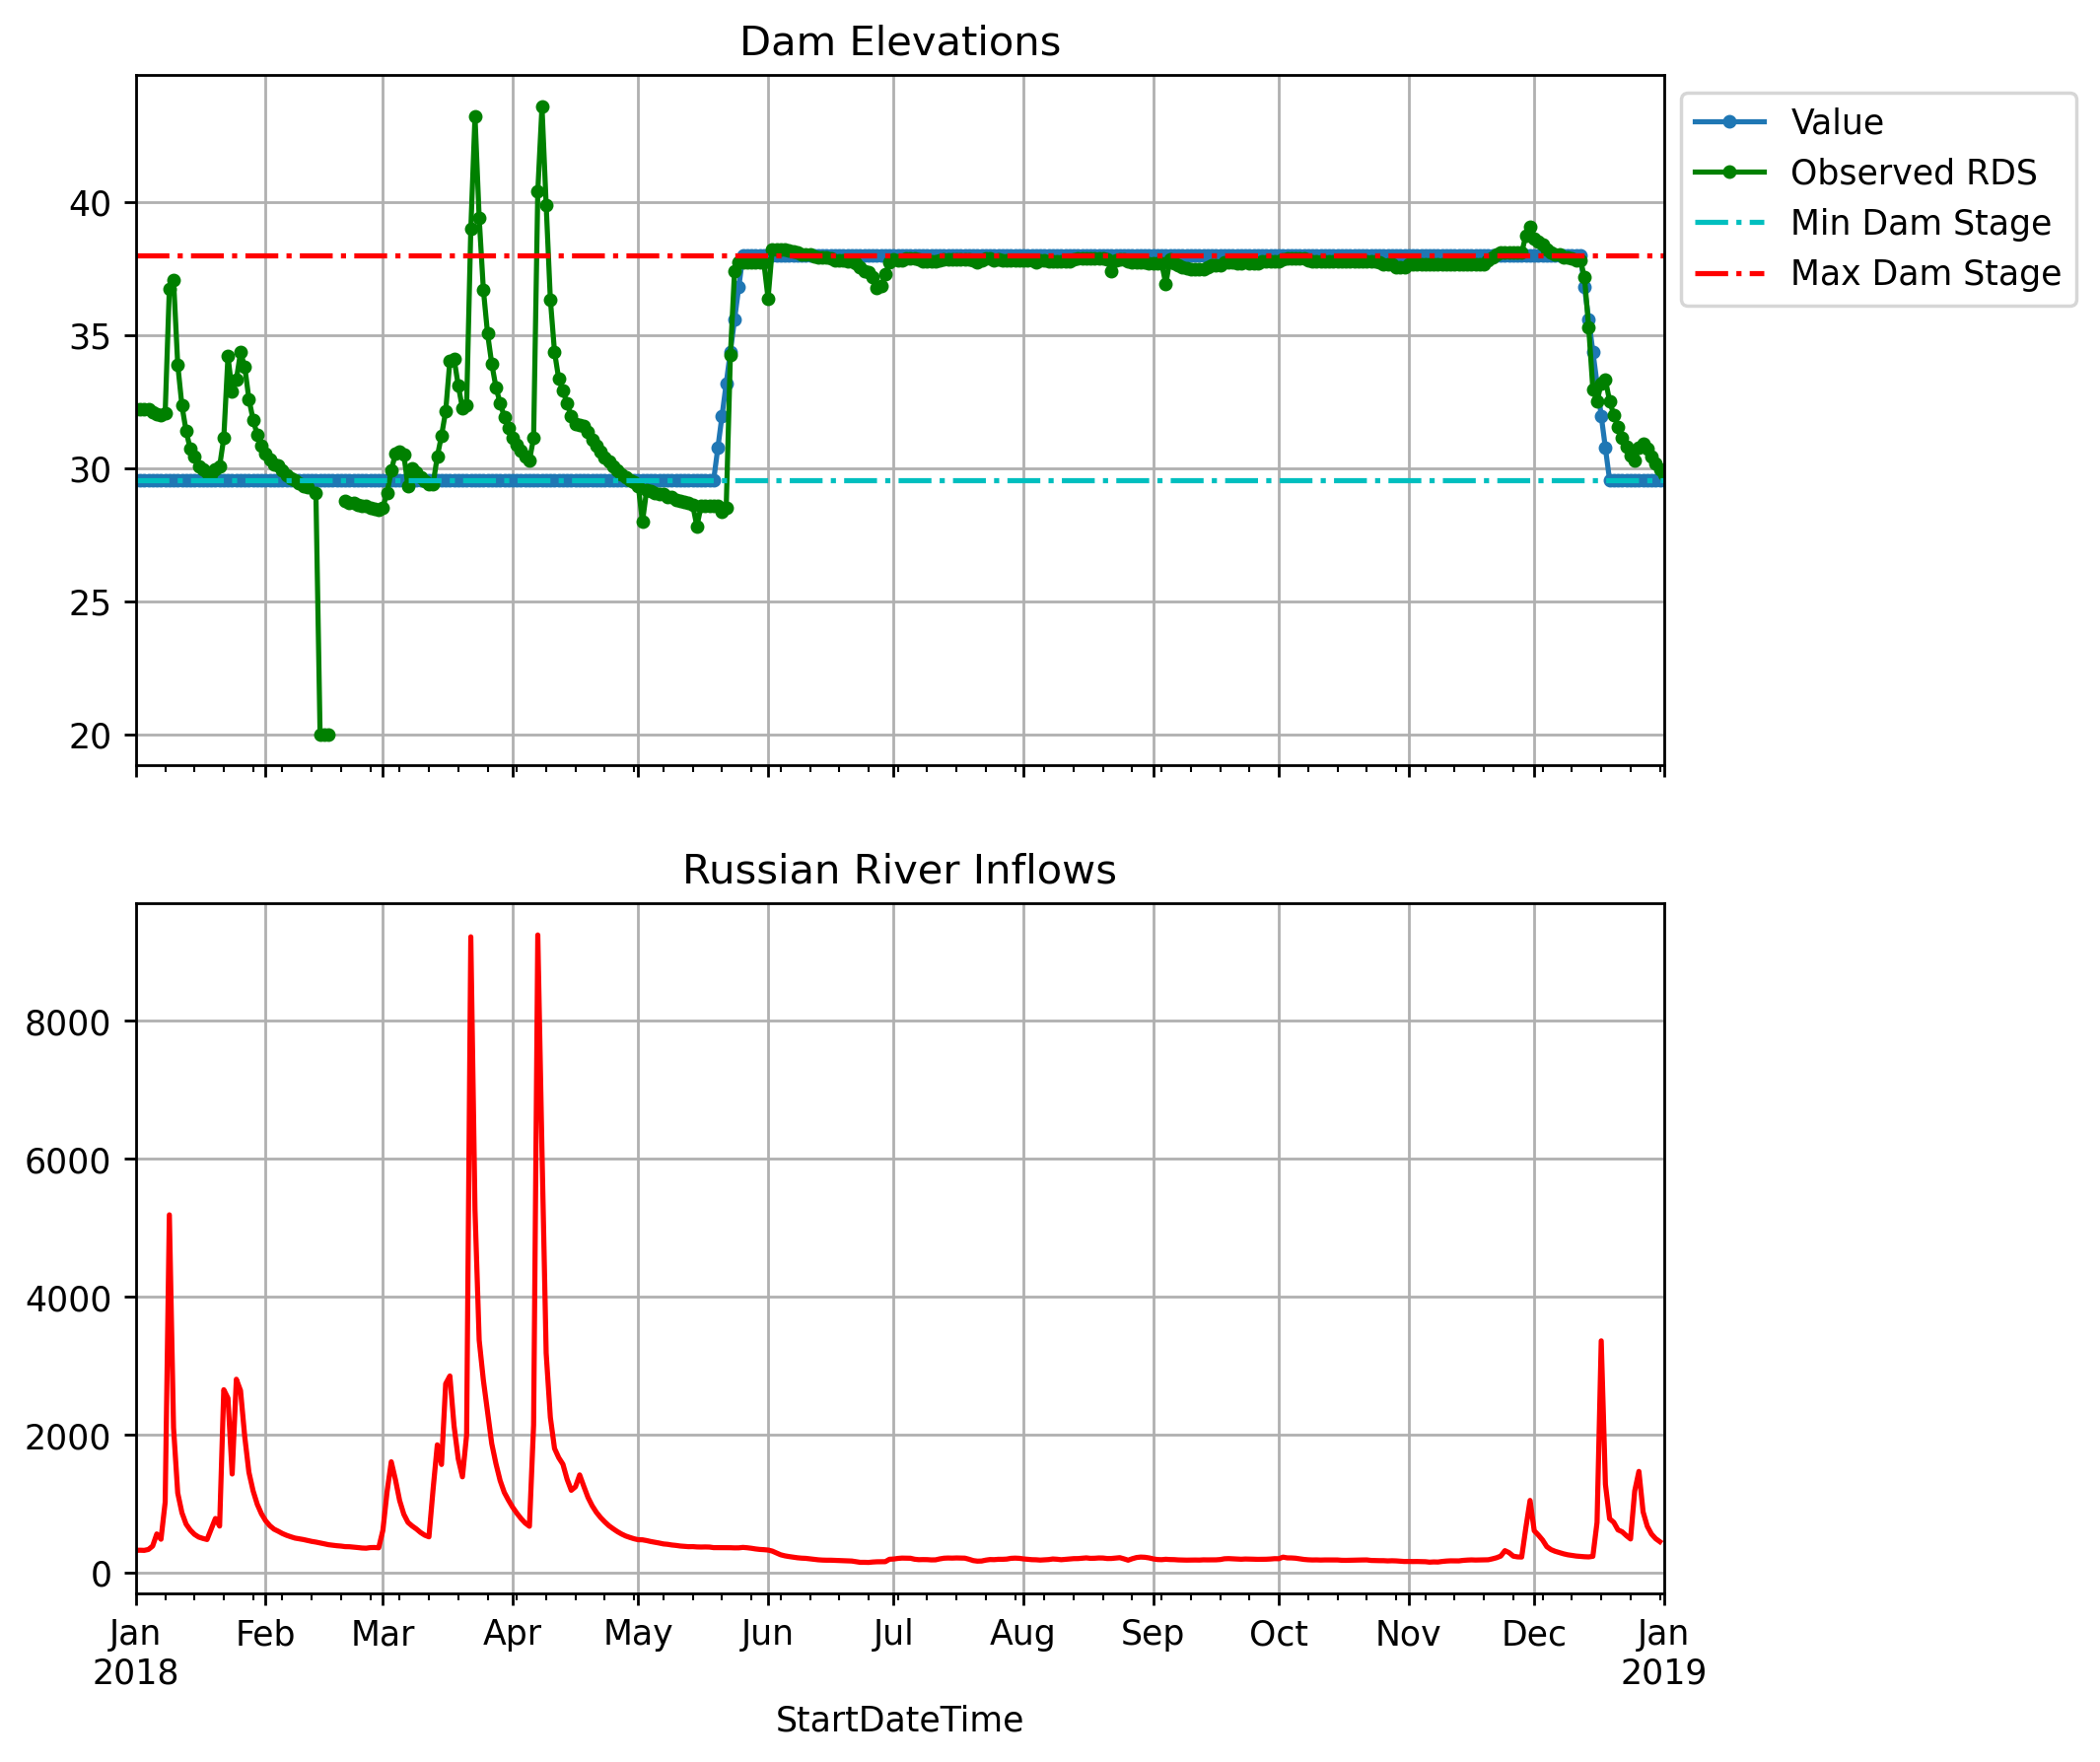 Dam Elevations
Value
Observed RDS
Min Dam Stage
Max Dam Stage
40
35
30
25
20
Russian River Inflows
8000
6000
4000
2000
0
Jan Feb Mar Apr May Jun Jul Aug Sep Oct Nov Dec Jan
2018 2019
StartDateTime